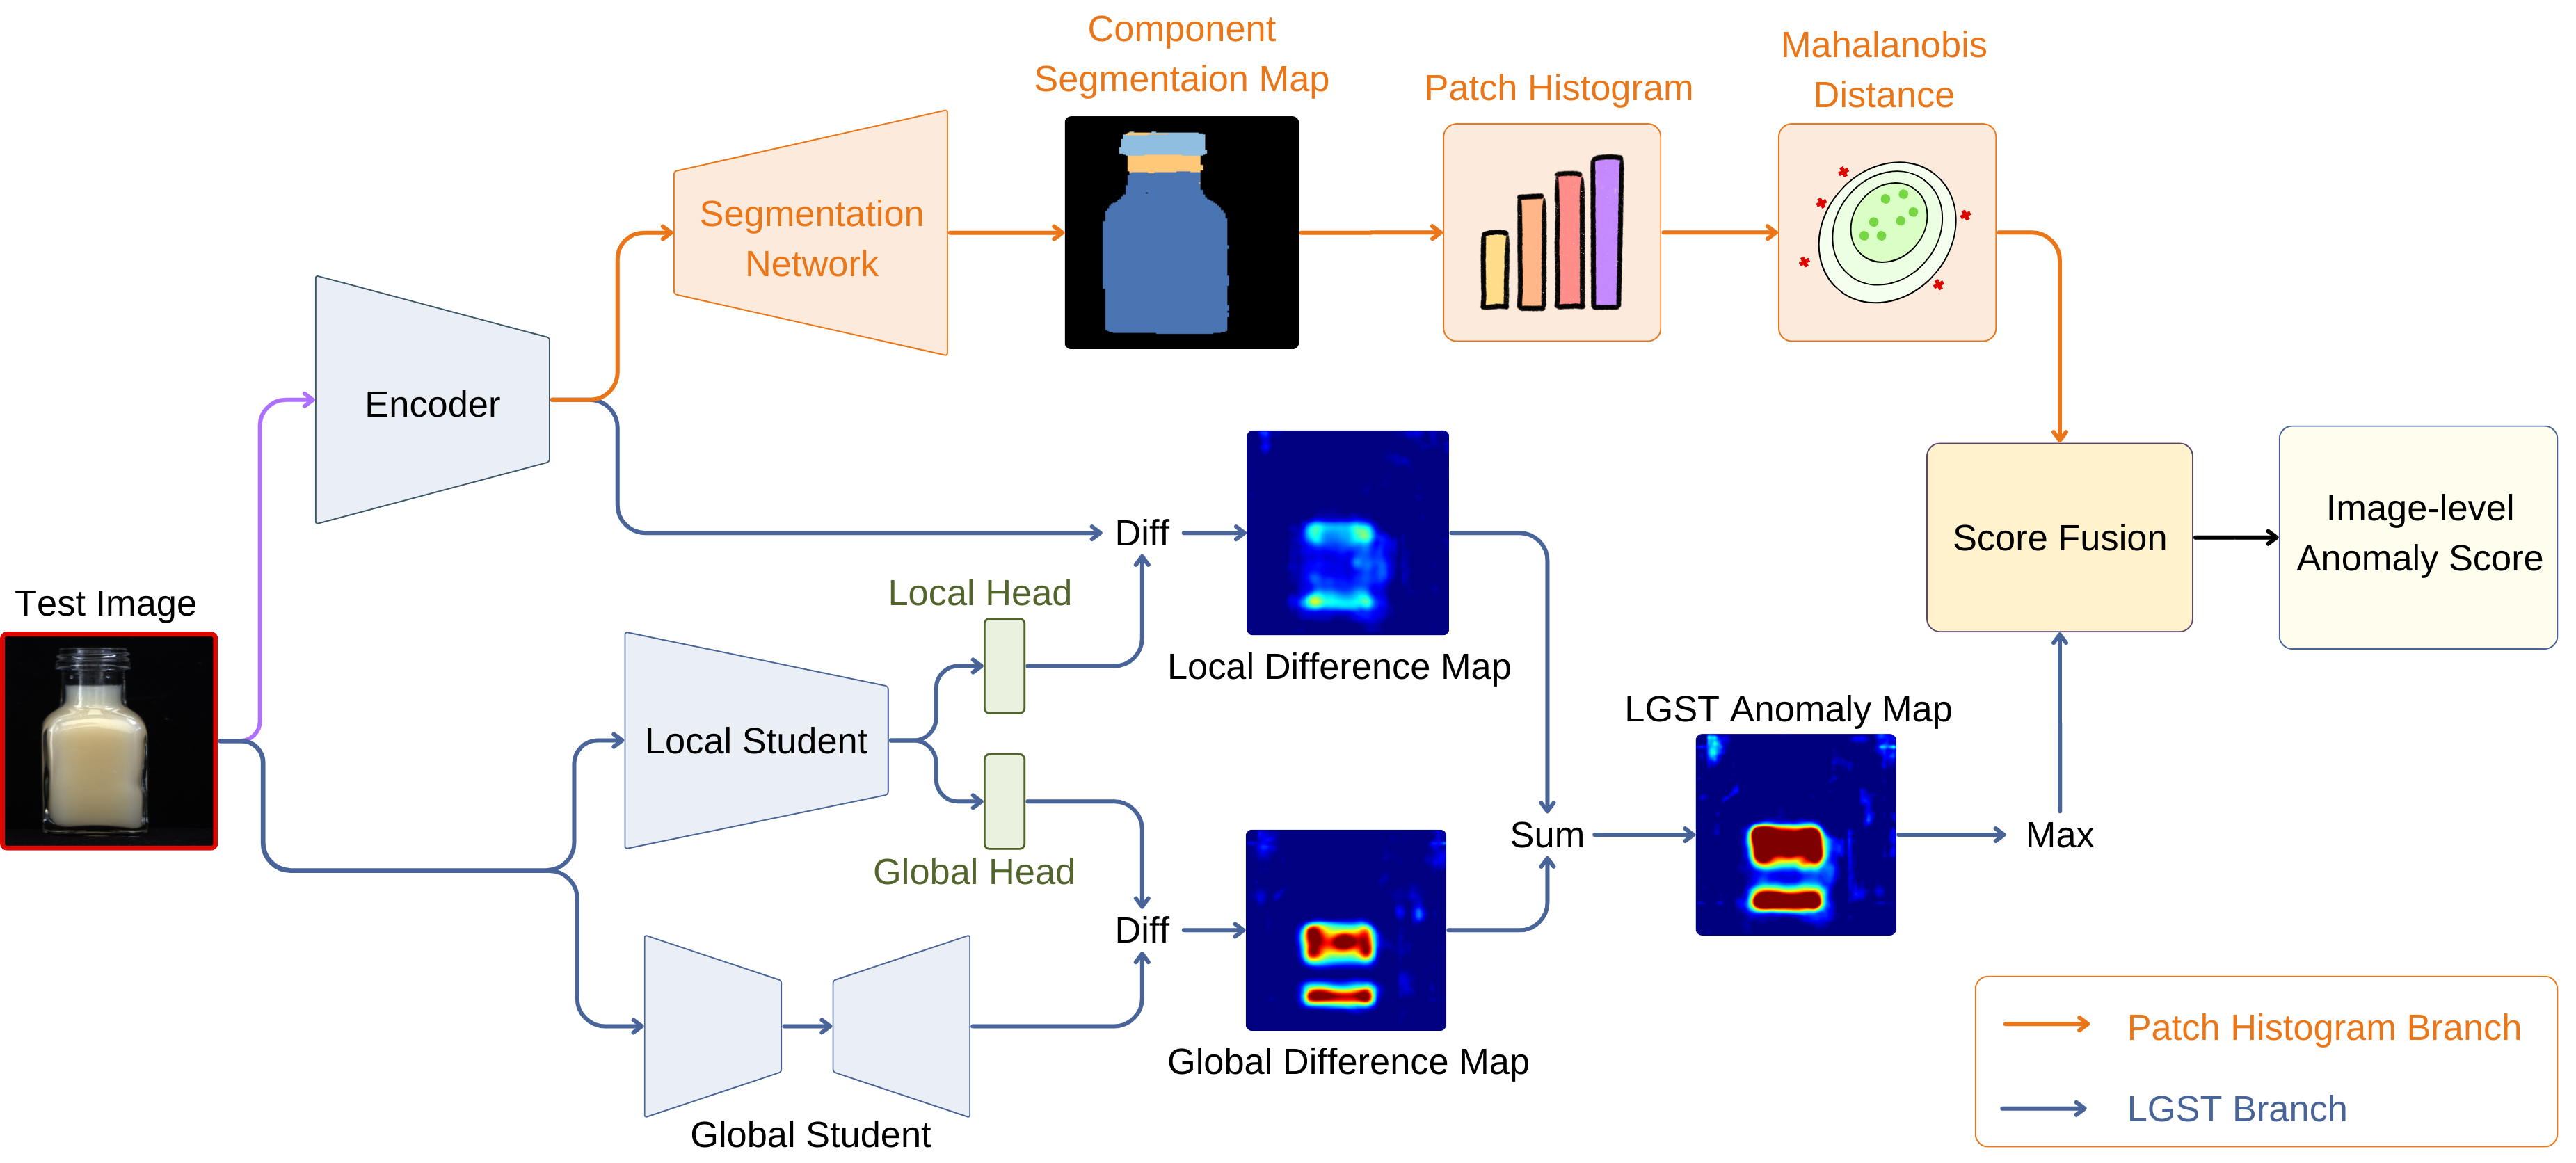 Component
Segmentaion Map
Patch Histogram
Mahalanobis
Distance
Segmentation
Network
Encoder
Test Image
Diff
Local Difference Map
Local Head
Local Student
Global Head
Diff
Global Difference Map
Global Student
Sum
LGST Anomaly Map
Max
Score Fusion
Image-level
Anomaly Score
Patch Histogram Branch
LGST Branch